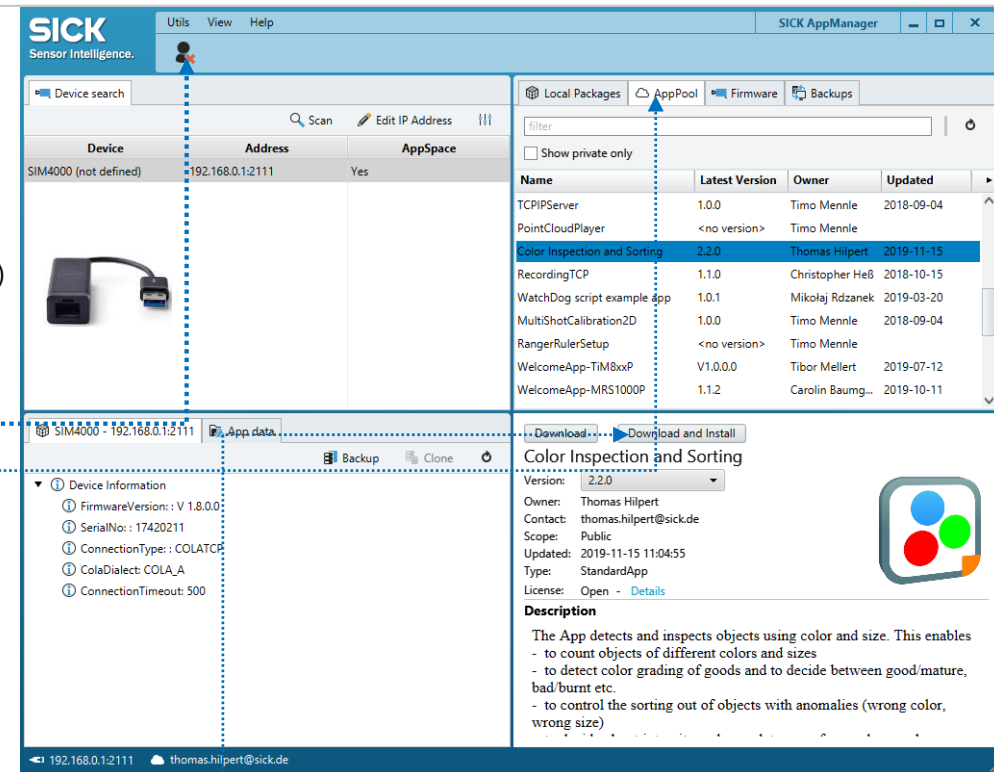 SICK
Sensor Intelligence.
Utils View Help
SICK AppManager
Device search
Scan Edit IP Address
Device Address AppSpace
SIM4000 (not defined) 192.168.0.1:2111 Yes
)
Local Packages AppPool Firmware Backups
filter
Show private only
Name Latest Version Owner Updated
TCPIPServer 1.0.0 Timo Mennle 2018-09-04
PointCloudPlayer <no version> Timo Mennle
Color Inspection and Sorting 2.2.0 Thomas Hilpert 2019-11-15
RecordingTCP 1.1.0 Christopher Heß 2018-10-15
WatchDog script example app 1.0.1 Mikołaj Rdzanek 2019-03-20
MultiShotCalibration2D 1.0.0 Timo Mennle 2018-09-04
RangerRulerSetup <no version> Timo Mennle
WelcomeApp-TiM8xxP V1.0.0.0 Tibor Mellert 2019-07-12
WelcomeApp-MRS1000P 1.1.2 Carolin Baumg... 2019-10-11
SIM4000 - 192.168.0.1:2111 App data
Backup Clone
Device Information
FirmwareVersion: : V 1.8.0.0
SerialNo: : 17420211
ConnectionType: : COLATCP
ColaDialect: COLA_A
ConnectionTimeout: 500
Download Download and Install
Color Inspection and Sorting
Version: 2.2.0
Owner: Thomas Hilpert
Contact: thomas.hilpert@sick.de
Scope: Public
Updated: 2019-11-15 11:04:55
Type: StandardApp
License: Open - Details
Description
The App detects and inspects objects using color and size. This enables
- to count objects of different colors and sizes
- to detect color grading of goods and to decide between good/mature,
bad/burnt etc.
- to control the sorting out of objects with anomalies (wrong color,
wrong size)
192.168.0.1:2111 thomas.hilpert@sick.de